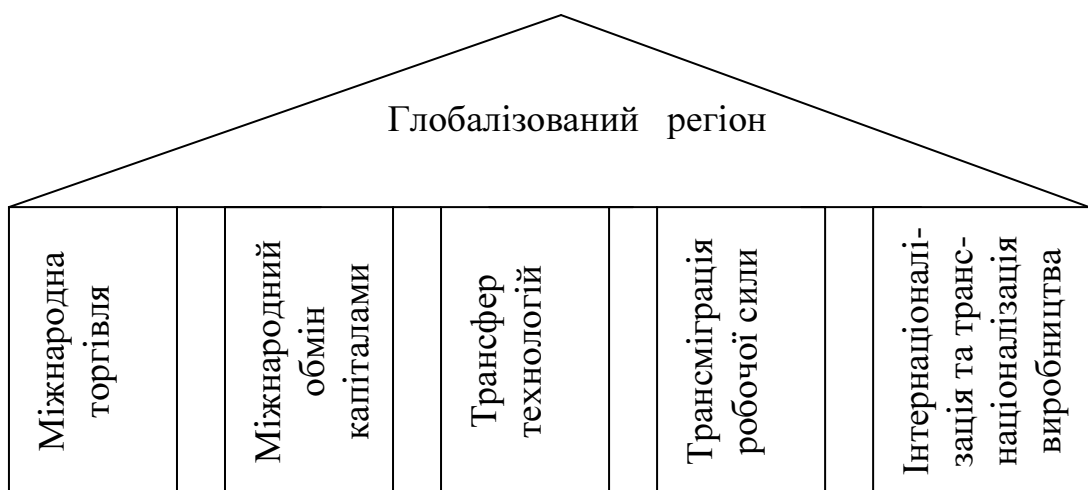 Глобалізований регіон
Міжнародна
торгівля
Міжнародний
обмін
капіталами
Трансфер
технологій
Трансміграція
робочої сили
Інтернаціоналі-
зація та транс-
націоналізація
виробництва